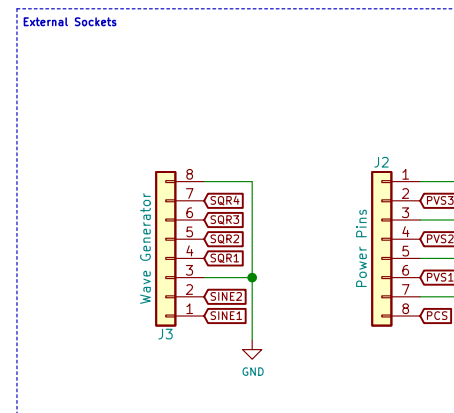 External Sockets
J2
8
1
7 SQR4
2 PVS3
6 SQR3
3
5 SQR2
4 PVS2
4 SQR1
5
3
6 PVS1
2 SINE2
7
1 SINE1
8 PCS
Wave Generator
Power Pins
J3
GND